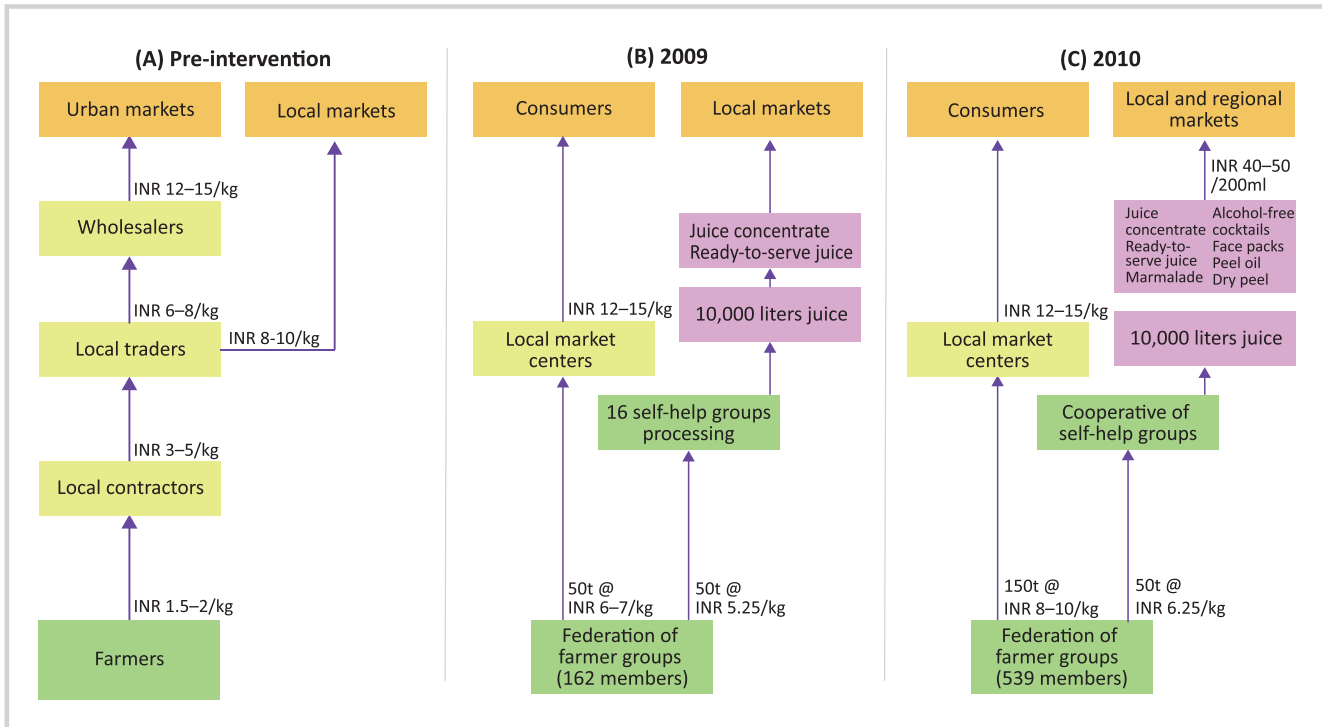 (A) Pre-intervention
Urban markets
Local markets
INR 12–15/kg
Wholesalers
INR 6–8/kg
INR 8-10/kg
Local traders
INR 3–5/kg
Local contractors
INR 1.5–2/kg
Farmers
(B) 2009
Consumers
Local markets
Juice concentrate
Ready-to-serve juice
INR 12–15/kg
10,000 liters juice
Local market
centers
16 self-help groups
processing
50t @
INR 6–7/kg
50t @
INR 5.25/kg
Federation of
farmer groups
(162 members)
(C) 2010
Consumers
Local and regional
markets
INR 40–50
/200ml
Juice
concentrate
Ready-to-
serve juice
Marmalade
Alcohol-free
cocktails
Face packs
Peel oil
Dry peel
INR 12–15/kg
10,000 liters juice
Local market
centers
Cooperative of
self-help groups
150t @
INR 8–10/kg
50t @
INR 6.25/kg
Federation of
farmer groups
(539 members)